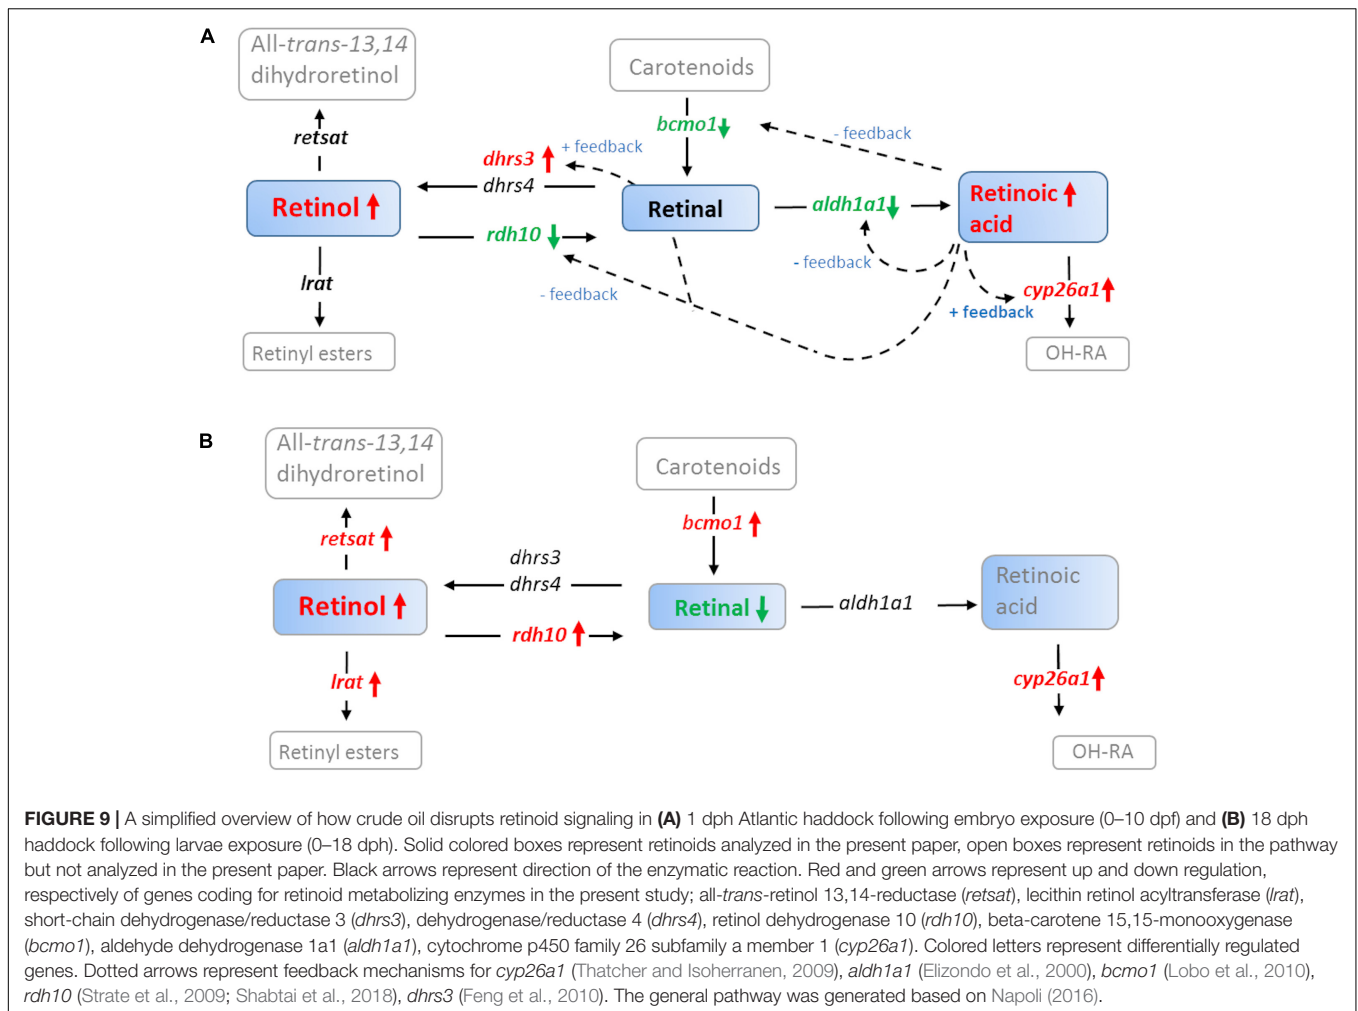 A
All-trans-13,14
dihydroretinol
Carotenoids
retsat
bcmo1
- feedback
dhrs3
+ feedback
dhrs4
Retinol
Retinal
aldh1a1
Retinoic
acid
rdh10
- feedback
lrat
- feedback
cyp26a1
+ feedback
Retinyl esters
OH-RA
B
All-trans-13,14
dihydroretinol
Carotenoids
retsat
bcmo1
dhrs3
dhrs4
Retinol
Retinal
aldh1a1
Retinoic
acid
rdh10
lrat
cyp26a1
Retinyl esters
OH-RA
FIGURE 9 | A simplified overview of how crude oil disrupts retinoid signaling in (A) 1 dph Atlantic haddock following embryo exposure (0–10 dpf) and (B) 18 dph
haddock following larvae exposure (0–18 dph). Solid colored boxes represent retinoids analyzed in the present paper, open boxes represent retinoids in the pathway
but not analyzed in the present paper. Black arrows represent direction of the enzymatic reaction. Red and green arrows represent up and down regulation,
respectively of genes coding for retinoid metabolizing enzymes in the present study; all-trans-retinol 13,14-reductase (retsat), lecithin retinol acyltransferase (lrat),
short-chain dehydrogenase/reductase 3 (dhrs3), dehydrogenase/reductase 4 (dhrs4), retinol dehydrogenase 10 (rdh10), beta-carotene 15,15-monooxygenase
(bcmo1), aldehyde dehydrogenase 1a1 (aldh1a1), cytochrome p450 family 26 subfamily a member 1 (cyp26a1). Colored letters represent differentially regulated
genes. Dotted arrows represent feedback mechanisms for cyp26a1 (Thatcher and Isoherranen, 2009), aldh1a1 (Elizondo et al., 2000), bcmo1 (Lobo et al., 2010),
rdh10 (Strate et al., 2009; Shabtai et al., 2018), dhrs3 (Feng et al., 2010). The general pathway was generated based on Napoli (2016).